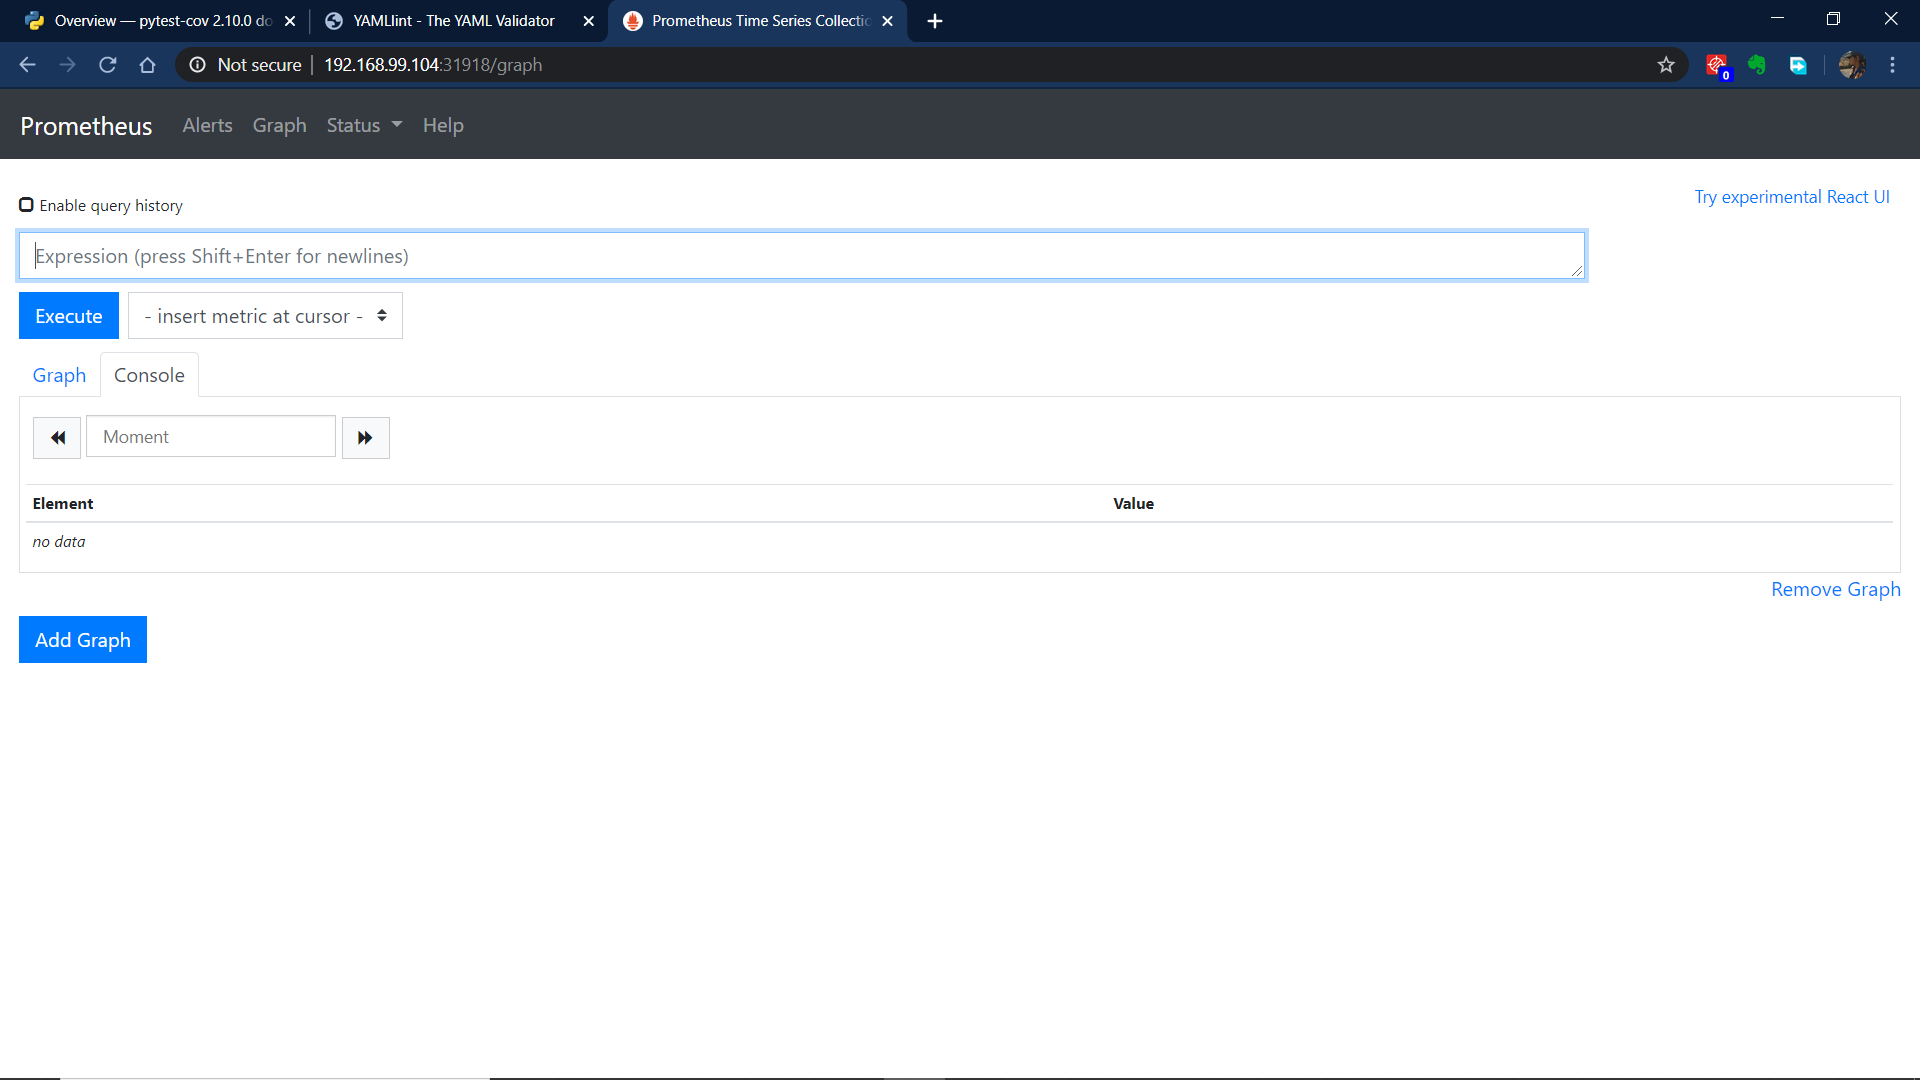 Overview — pytest-cov 2.10.0 do
YAMLlint - The YAML Validator
Prometheus Time Series Collectio
Not secure 192.168.99.104:31918/graph
0
Prometheus Alerts Graph Status Help
Enable query history
Try experimental React UI
Expression (press Shift+Enter for newlines)
Execute - insert metric at cursor -
Graph Console
Moment
Element Value
no data
Remove Graph
Add Graph